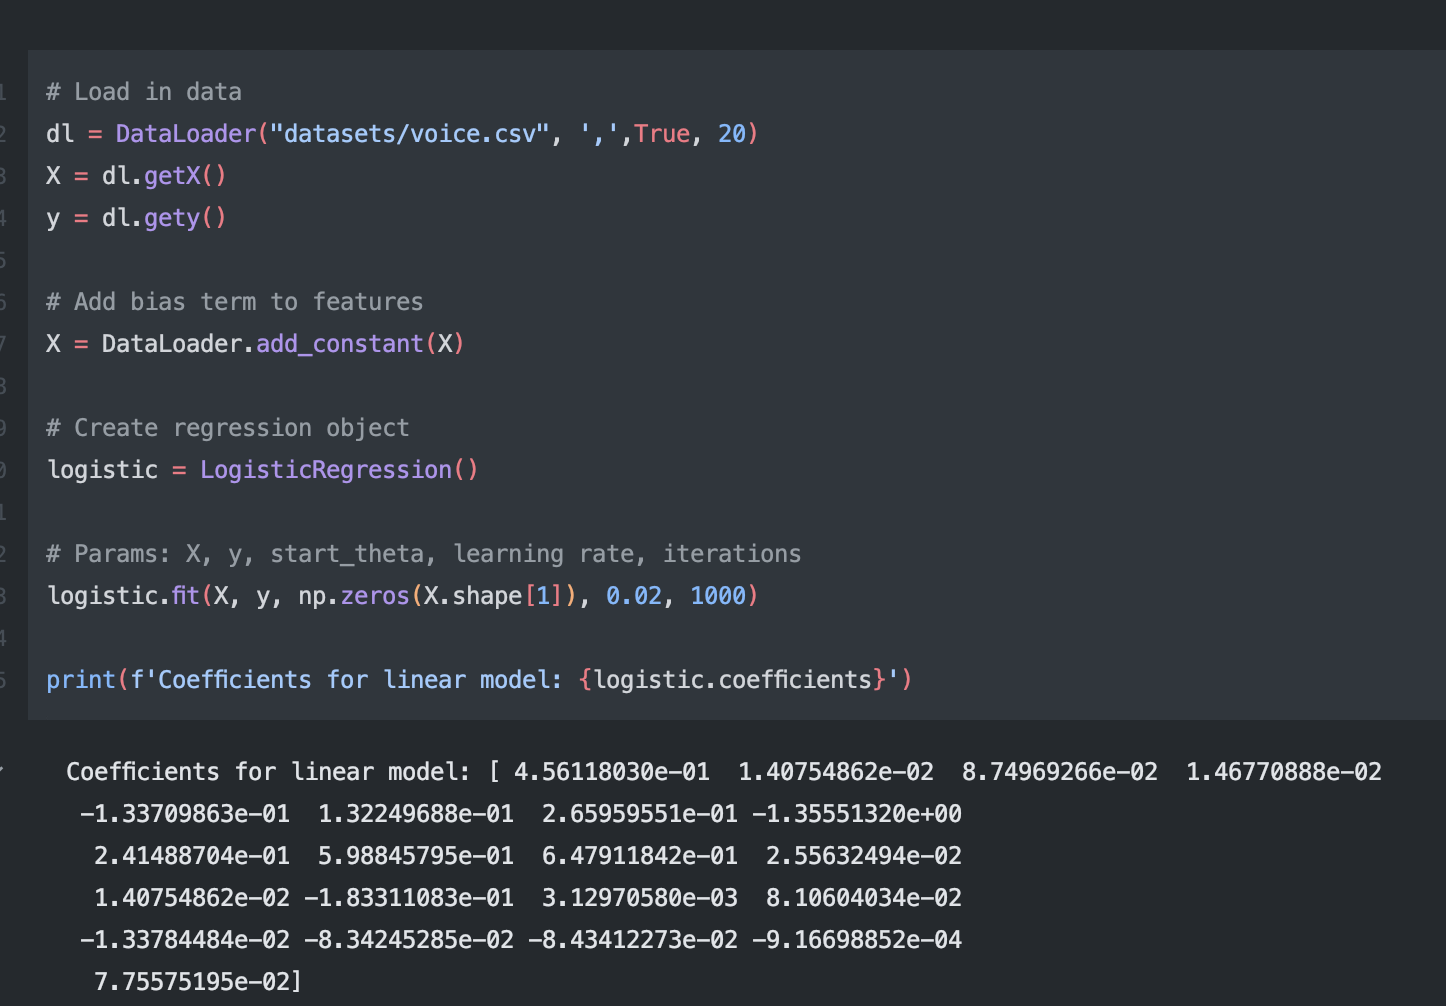 # Load in data
dl = DataLoader("datasets/voice.csv", ',',True, 20)
X = dl.getX()
y = dl.gety()
# Add bias term to features
X = DataLoader.add_constant(X)
# Create regression object
logistic = LogisticRegression()
# Params: X, y, start_theta, learning rate, iterations
logistic.fit(X, y, np.zeros(X.shape[1]), 0.02, 1000)
print(f'Coefficients for linear model: {logistic.coefficients}')
Coefficients for linear model: [ 4.56118030e-01  1.40754862e-02  8.74969266e-02  1.46770888e-02
-1.33709863e-01  1.32249688e-01  2.65959551e-01 -1.35551320e+00
2.41488704e-01  5.98845795e-01  6.47911842e-01  2.55632494e-02
1.40754862e-02 -1.83311083e-01  3.12970580e-03  8.10604034e-02
-1.33784484e-02 -8.34245285e-02 -8.43412273e-02 -9.16698852e-04
7.75575195e-02]